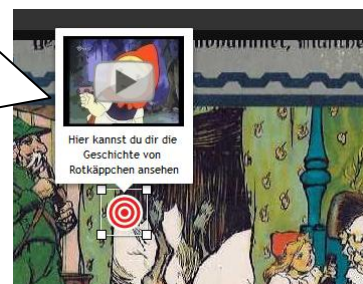 Hier kannst du dir die
Geschichte von
Rotkäppchen ansehen